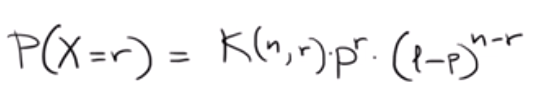 P(X=r) = K(n,r)·p^r·(1-p)^{n-r}